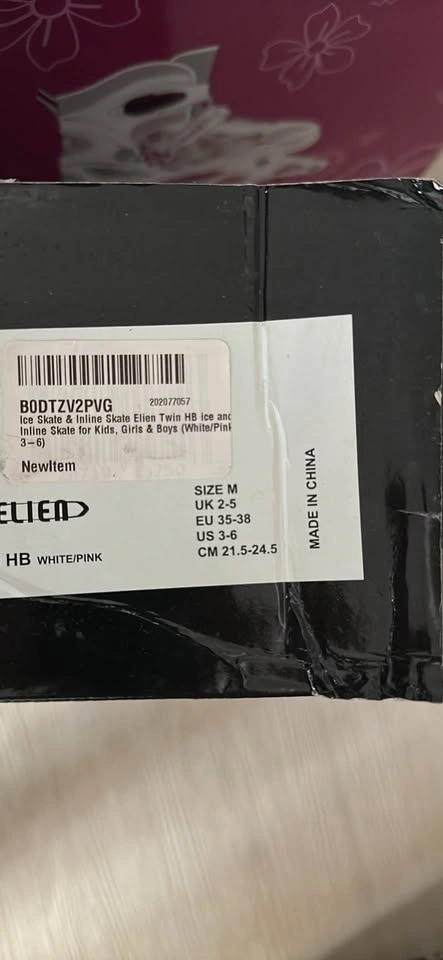 B0DTZV2PVG 202077057
Ice Skate & Inline Skate Elien Twin HB ice and
Inline Skate for Kids, Girls & Boys (White/Pink
3-6)
NewItem
ELIEN
HB WHITE/PINK
SIZE M
UK 2-5
EU 35-38
US 3-6
CM 21.5-24.5
MADE IN CHINA